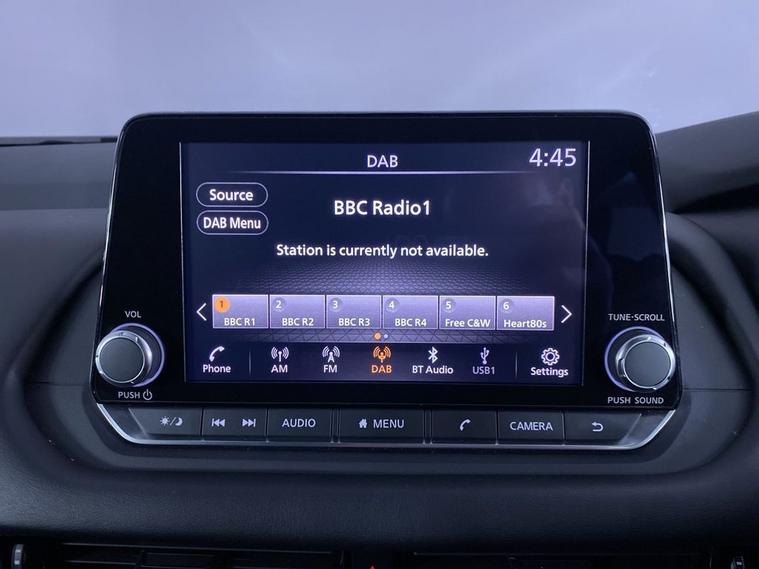 DAB
4:45
Source
BBC Radio1
DAB Menu
Station is currently not available.
1 2 3 4 5 6
BBC R1 BBC R2 BBC R3 BBC R4 Free C&W Heart80s
Phone AM FM DAB BT Audio USB1 Settings
VOL
PUSH
TUNE·SCROLL
PUSH SOUND
AUDIO MENU CAMERA